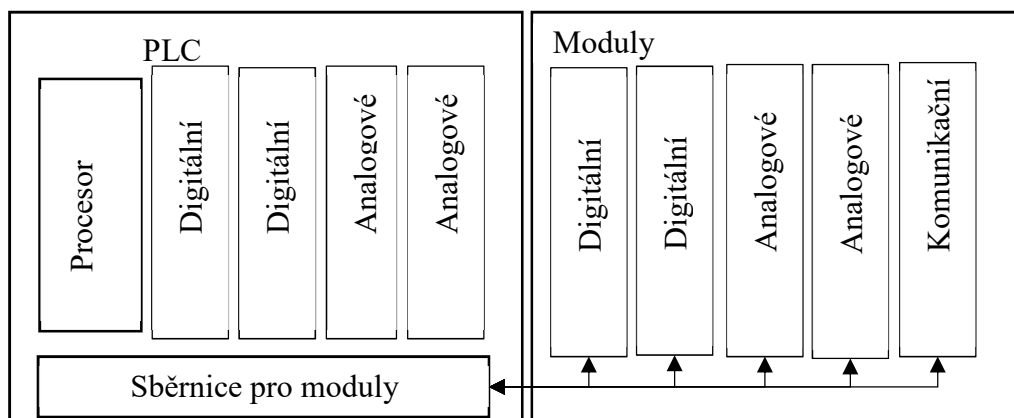 PLC
Procesor
Digitální
Digitální
Analogové
Analogové
Sběrnice pro moduly
Moduly
Digitální
Digitální
Analogové
Analogové
Komunikační